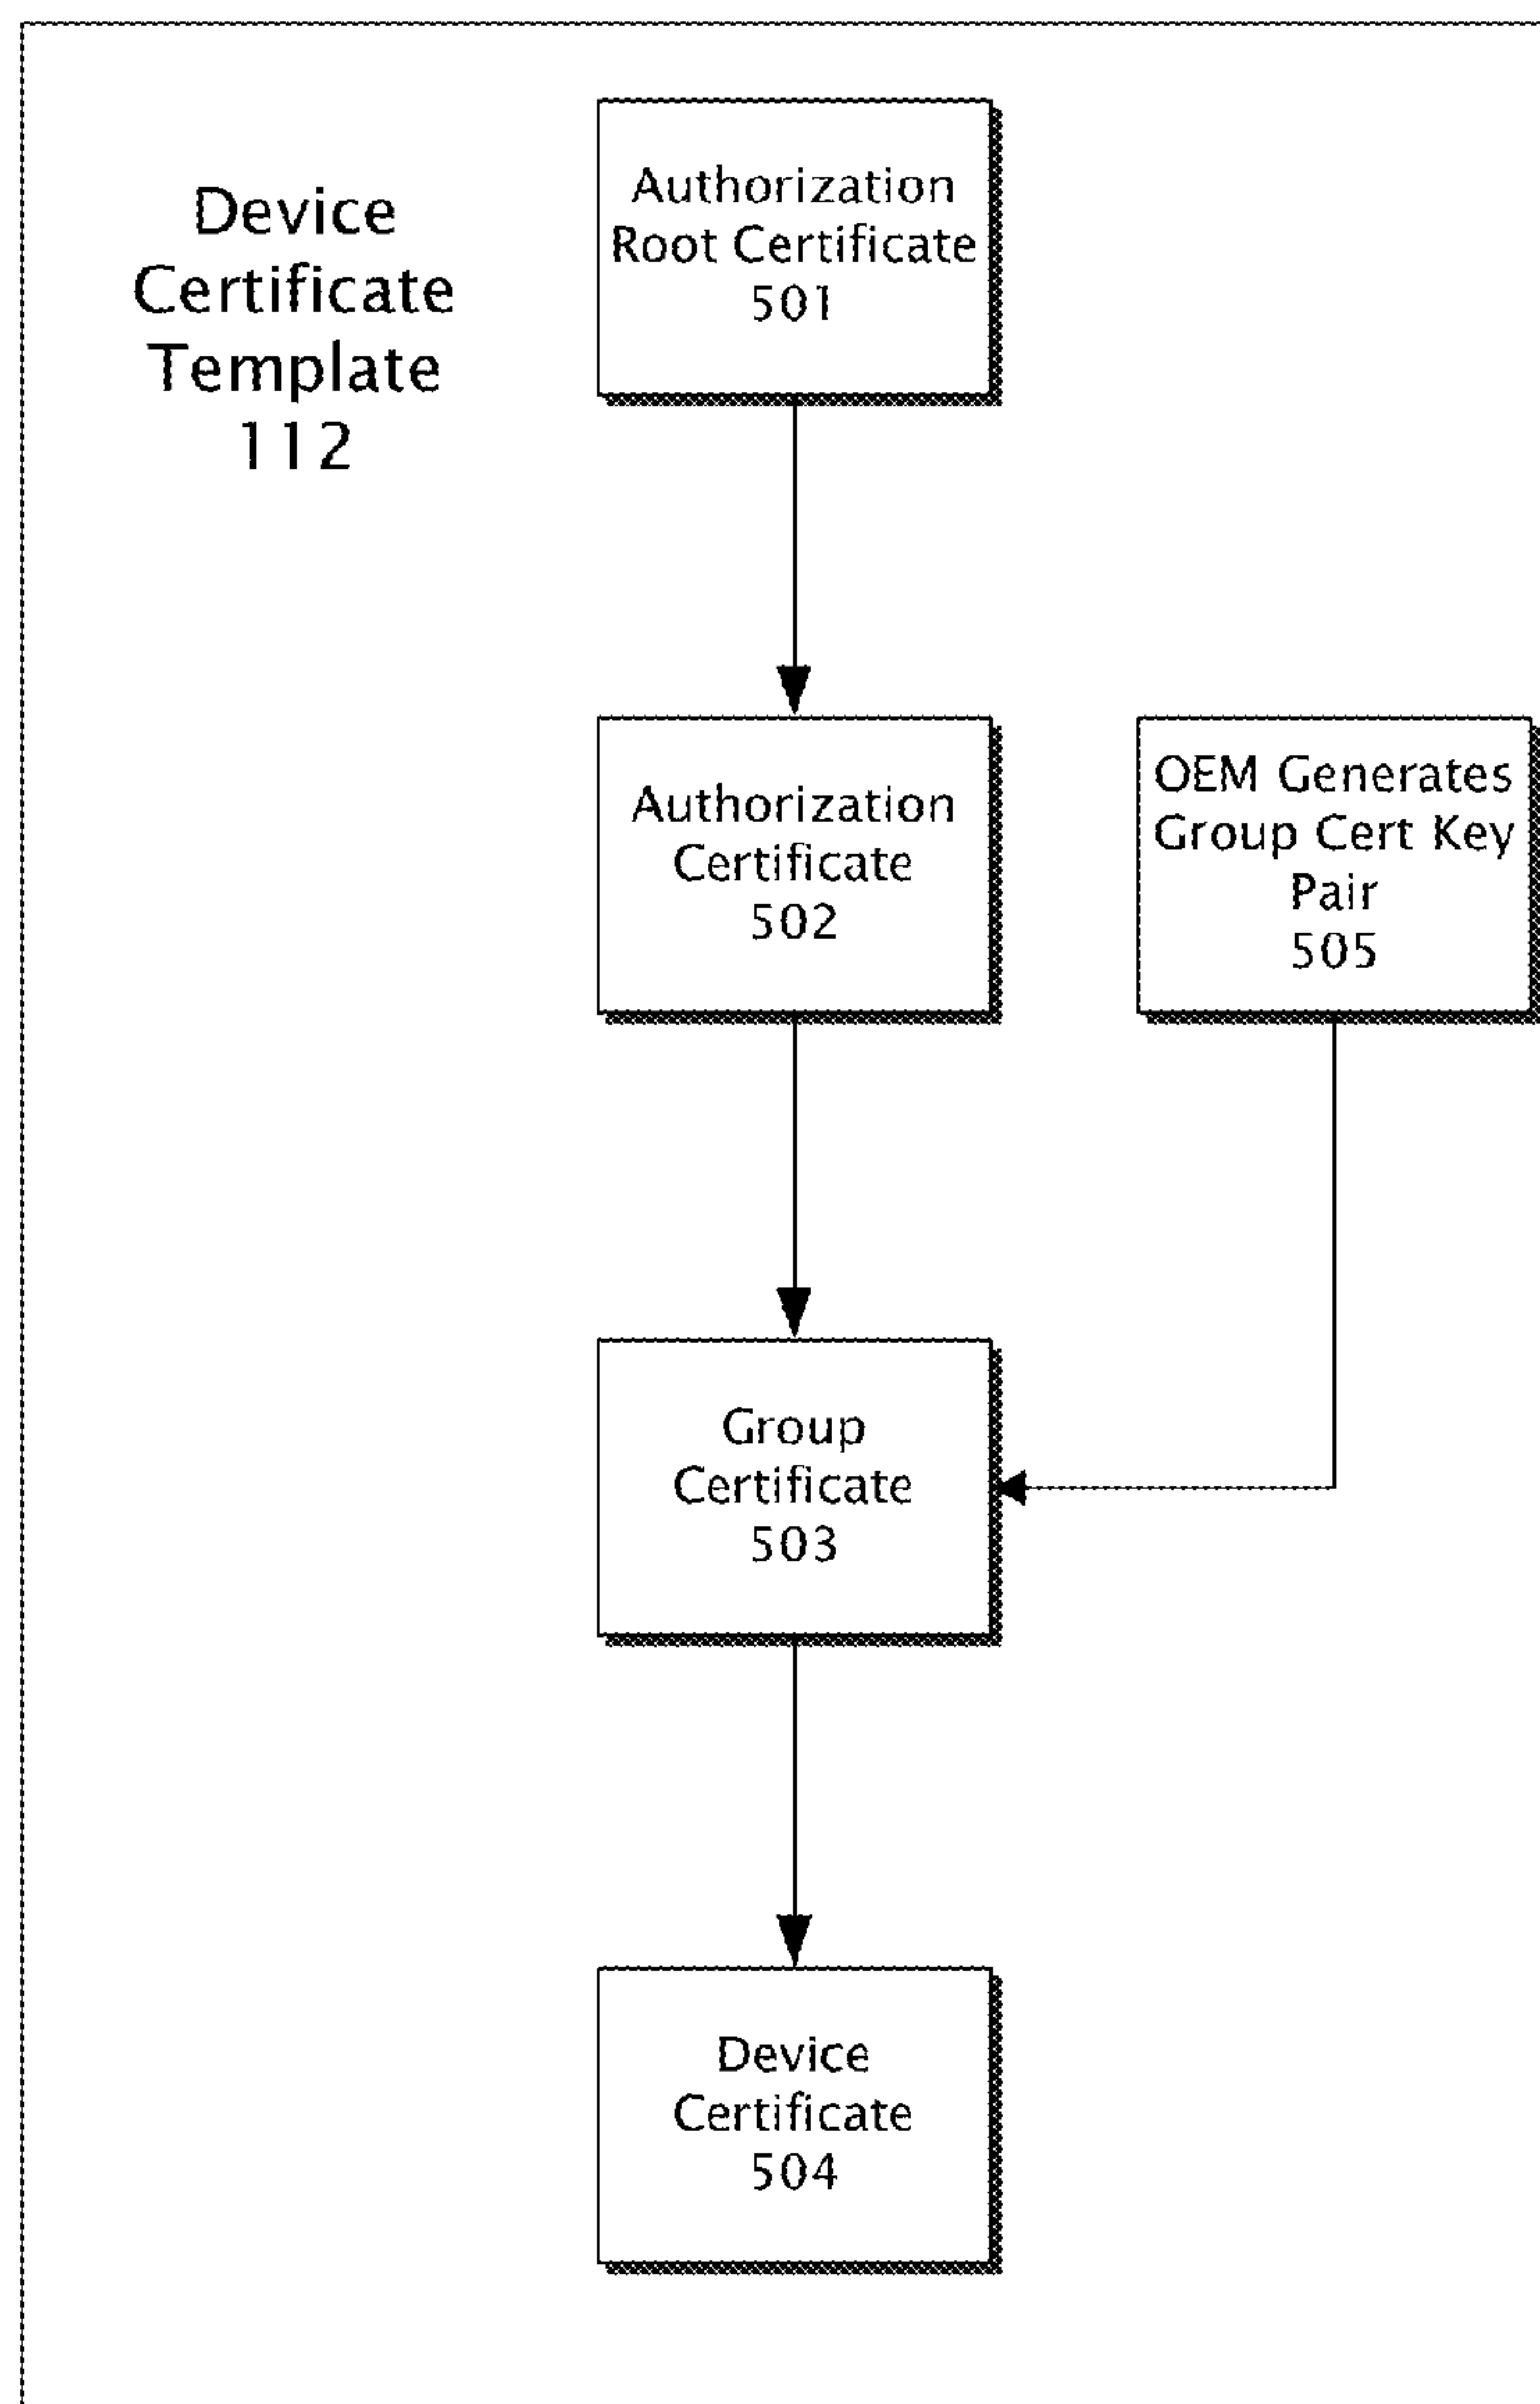 Device
Certificate
Template
112
Authorization
Root Certificate
501
Authorization
Certificate
502
OEM Generates
Group Cert Key
Pair
505
Group
Certificate
503
Device
Certificate
504